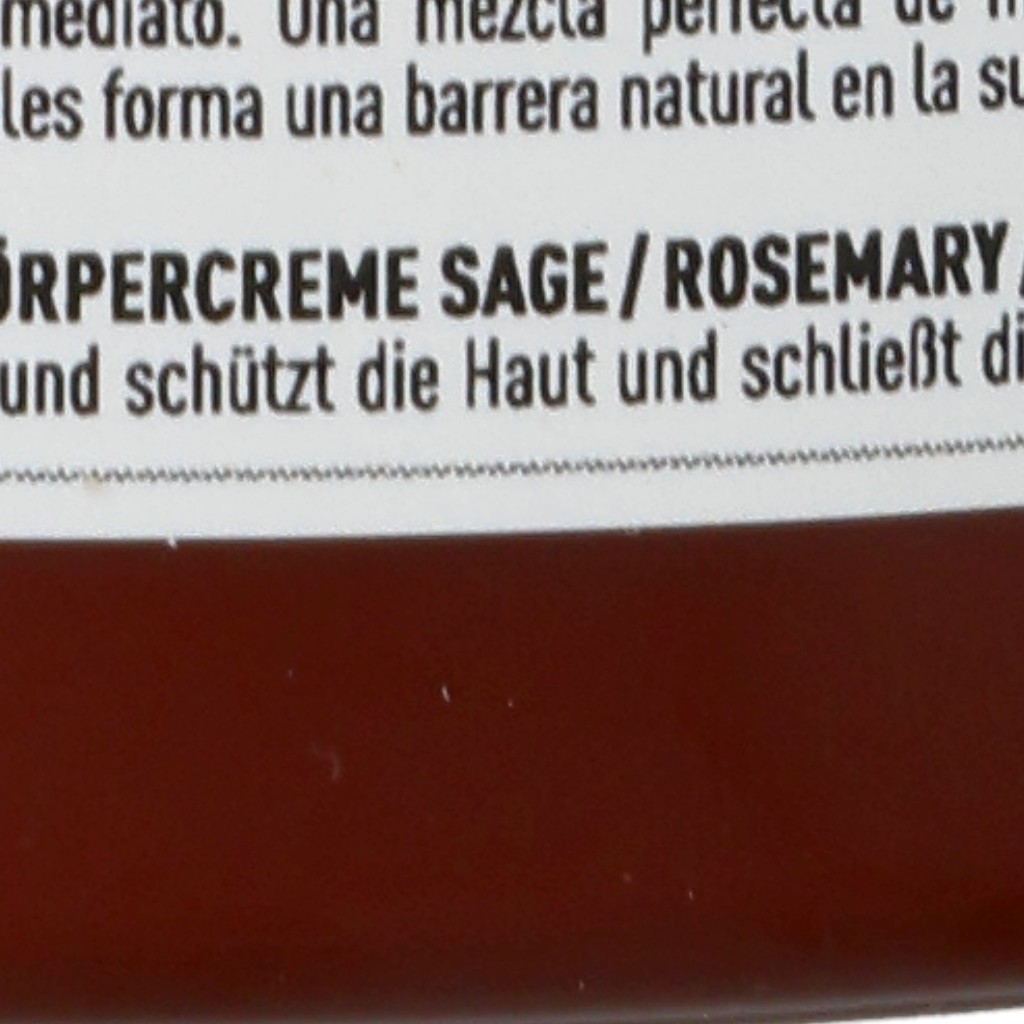 mediato. Una mezcla perfecta de
les forma una barrera natural en la su
ÖRPERCREME SAGE / ROSEMARY
und schützt die Haut und schließt di